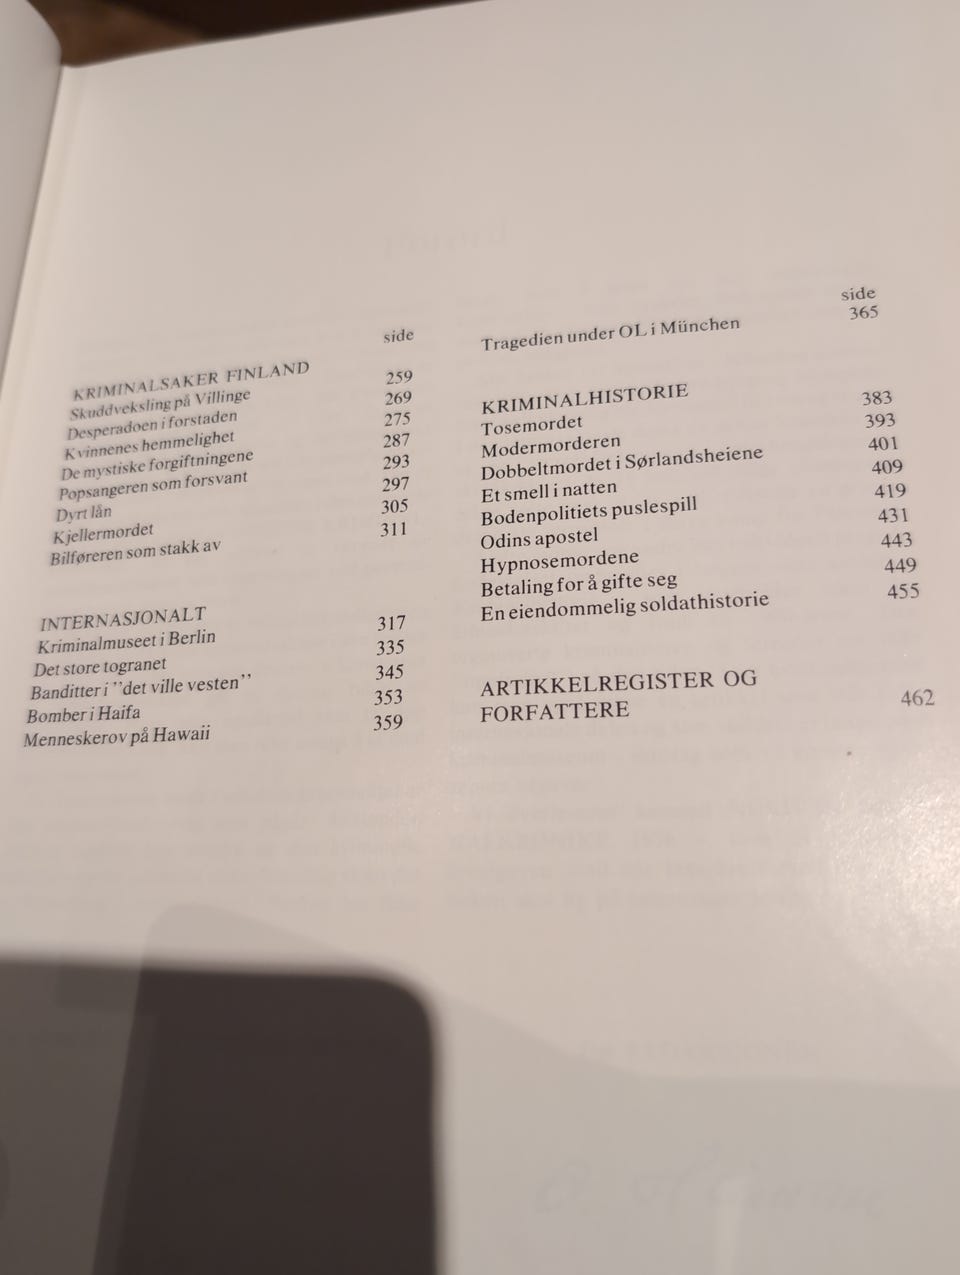 side
KRIMINALSAKER FINLAND
Skuddveksling på Villinge 259
Desperadoen i forstaden 269
Kvinnenes hemmelighet 275
De mystiske forgiftningene 287
Popsangeren som forsvant 293
Dyrt lån 297
Kjellermordet 305
Bilføreren som stakk av 311
INTERNASJONALT
Kriminalmuseet i Berlin 317
Det store togranet 335
Banditter i ”det ville vesten” 345
Bomber i Haifa 353
Menneskerov på Hawaii 359
side
Tragedien under OL i München 365
KRIMINALHISTORIE
Tosemordet 383
Modermorderen 393
Dobbeltmordet i Sørlandsheiene 401
Et smell i natten 409
Bodenpolitiets puslespill 419
Odins apostel 431
Hypnosemordene 443
Betaling for å gifte seg 449
En eiendommelig soldathistorie 455
ARTIKKELREGISTER OG
FORFATTERE 462